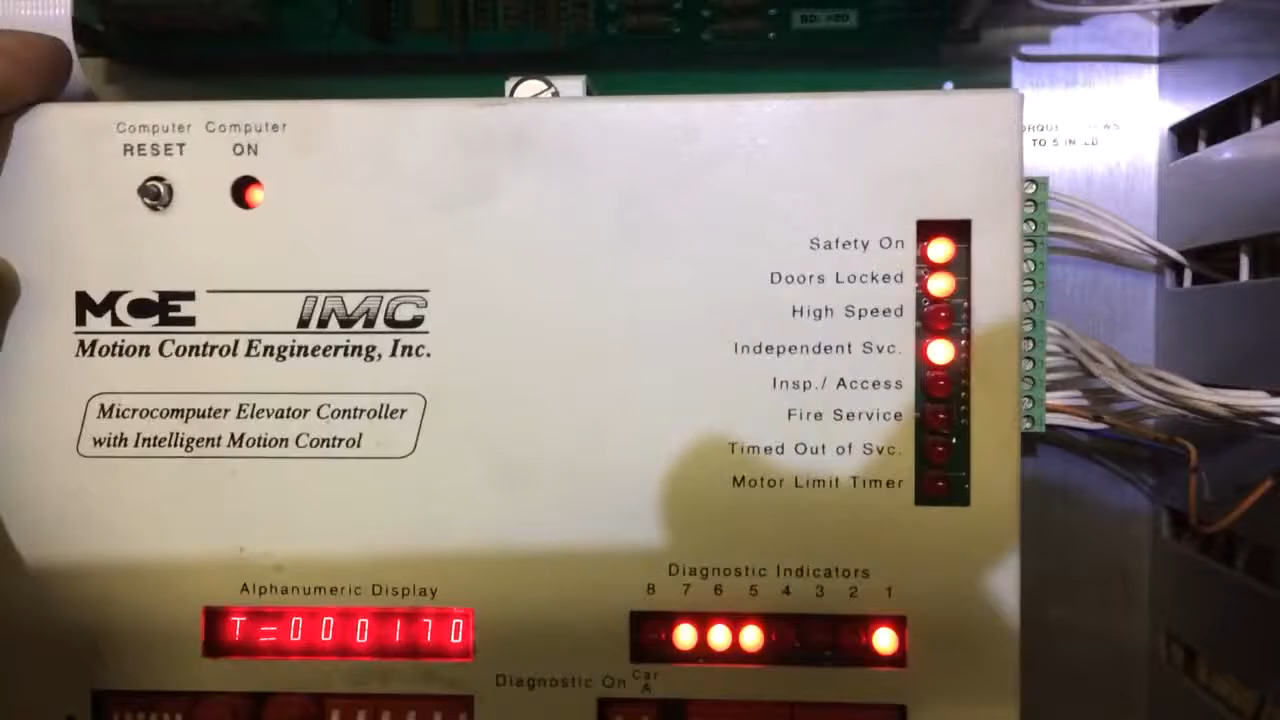 Computer RESET
Computer ON
TO 5 IN
MCE IMC
Motion Control Engineering, Inc.
Microcomputer Elevator Controller
with Intelligent Motion Control
Safety On
Doors Locked
High Speed
Independent Svc.
Insp./ Access
Fire Service
Timed Out of Svc.
Motor Limit Timer
Alphanumeric Display
T=000170
Diagnostic Indicators
8 7 6 5 4 3 2 1
Diagnostic On Car A